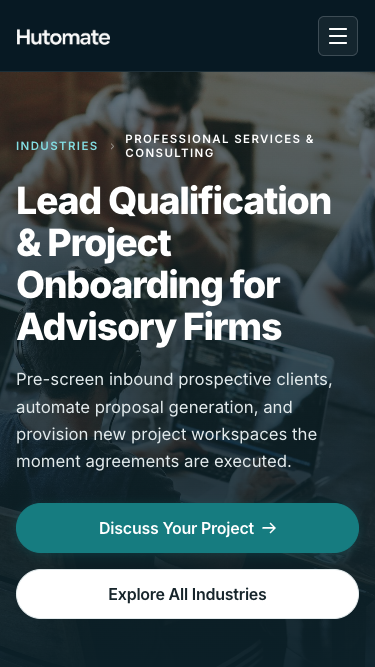 Hutomate
INDUSTRIES › PROFESSIONAL SERVICES &
CONSULTING
Lead Qualification
& Project
Onboarding for
Advisory Firms
Pre-screen inbound prospective clients,
automate proposal generation, and
provision new project workspaces the
moment agreements are executed.
Discuss Your Project →
Explore All Industries